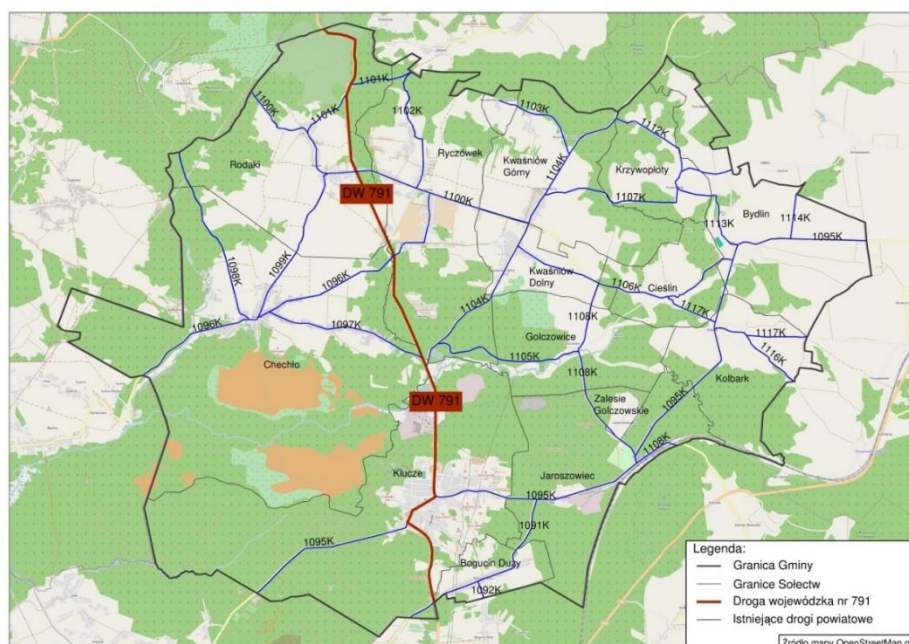 1101K
1100K
1101K
1102K
1103K
1112K
1104K
Rodaki
Ryczówek
Kwaśniów
Górny
Krzywopłoty
DW 791
1100K
1107K
Bydlin
1113K
1114K
1095K
1098K
1099K
1096K
Kwaśniów
Dolny
1106K
Cieślin
1104K
1117K
1096K
1097K
1108K
Golczowice
1117K
1116K
Chechło
1105K
1108K
Kolbark
DW 791
Zalesie
Golczowskie
1095K
1108K
Klucze
Jaroszowiec
1095K
1091K
1095K
Bogucin Duży
1092K
Legenda:
Granica Gminy
Granice Sołectw
Droga wojewódzka nr 791
Istniejące drogi powiatowe
Źródło mapy OpenStreetMap